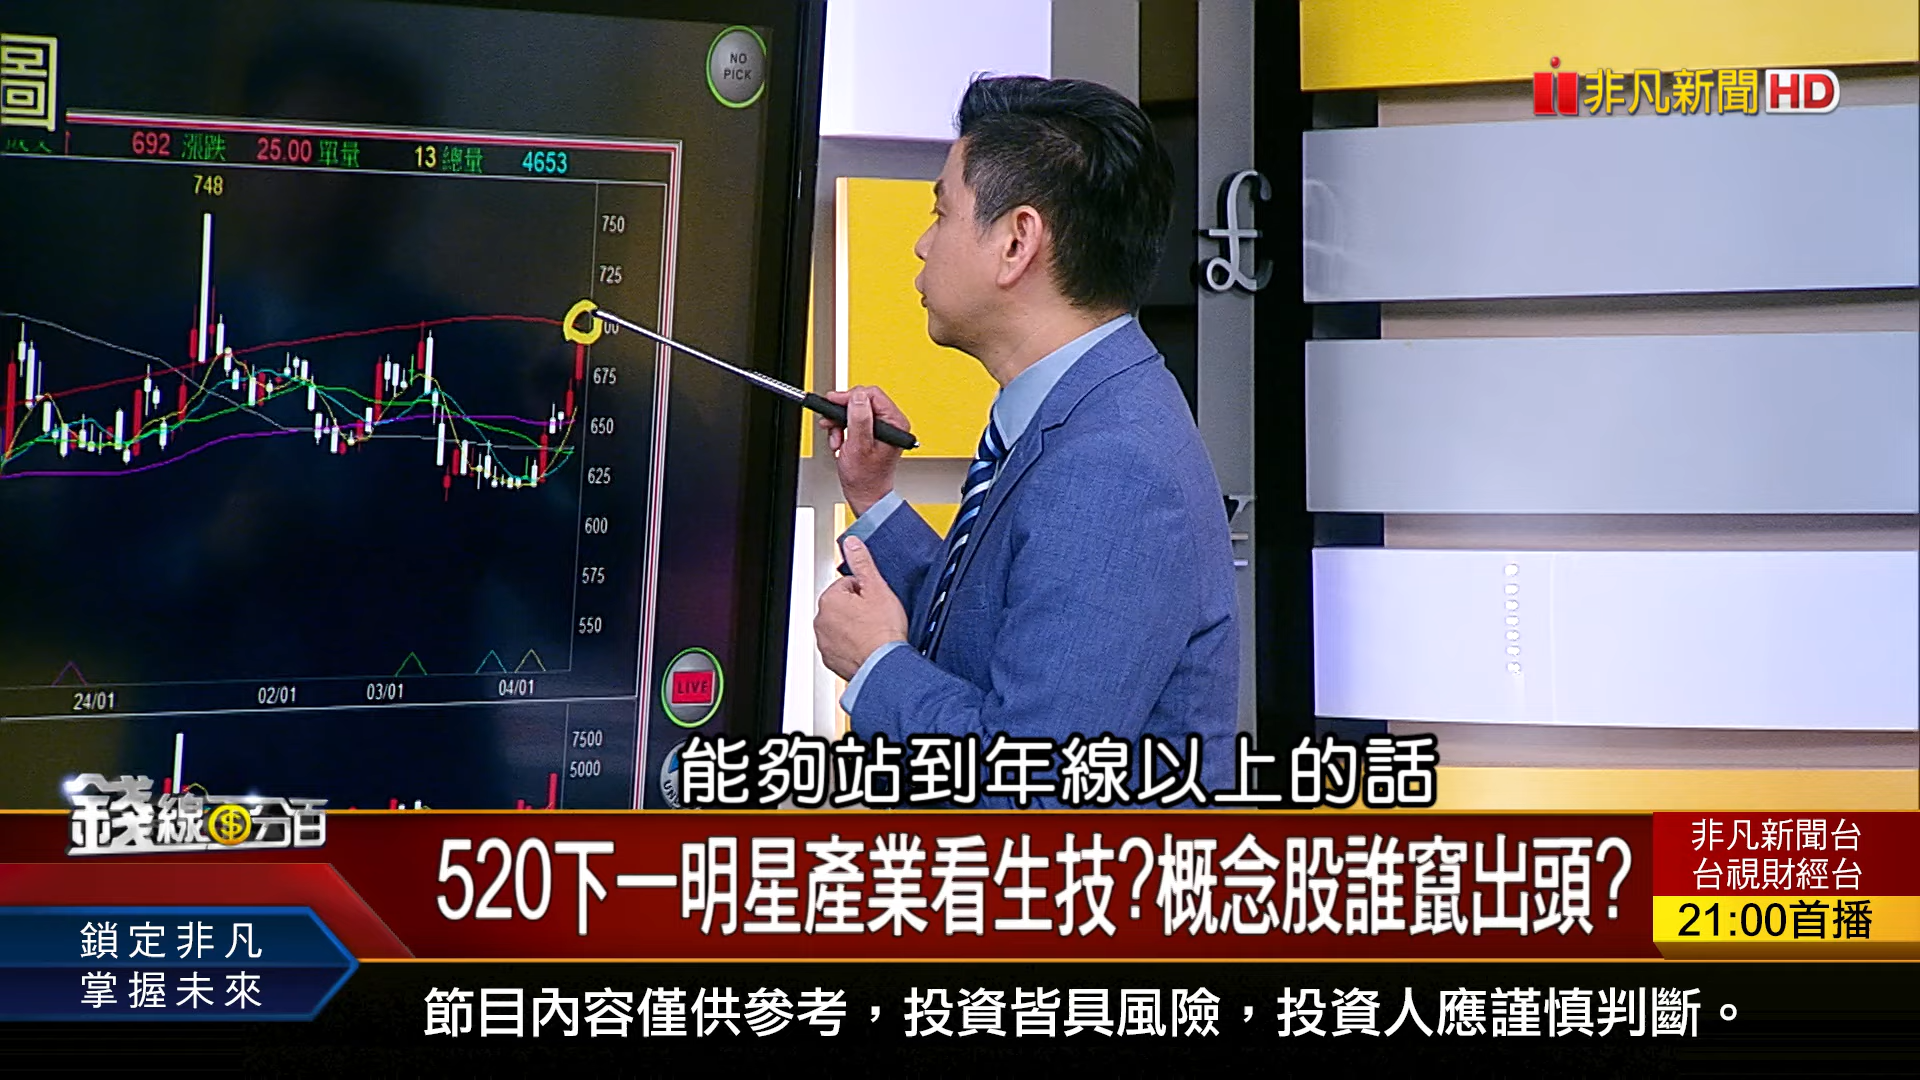 圖
NO
PICK
非凡新聞HD
692 漲跌 25.00 單量 13 總量 4653
748
750
725
675
650
625
600
575
550
24/01 02/01 03/01 04/01
LIVE
7500
5000
能夠站到年線以上的話
錢線百分百
520下一明星產業看生技?概念股誰竄出頭?
非凡新聞台
台視財經台
21:00首播
鎖定非凡
掌握未來
節目內容僅供參考，投資皆具風險，投資人應謹慎判斷。